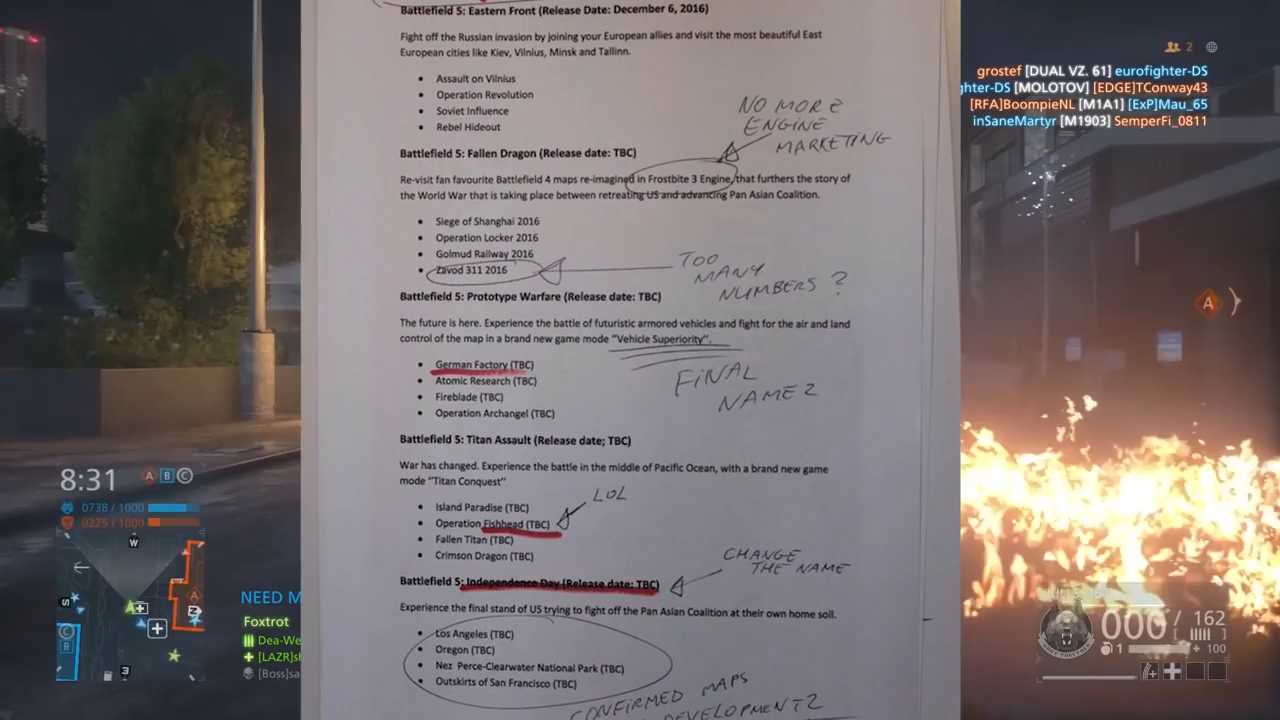 Battlefield 5: Eastern Front (Release Date: December 6, 2016)
Fight off the Russian invasion by joining your European allies and visit the most beautiful East
European cities like Kiev, Vilnius, Minsk and Tallinn.
• Assault on Vilnius
• Operation Revolution
• Soviet Influence
• Rebel Hideout
NO MORE
ENGINE
MARKETING
Battlefield 5: Fallen Dragon (Release date: TBC)
Re-visit fan favourite Battlefield 4 maps re-imagined in Frostbite 3 Engine, that furthers the story of
the World War that is taking place between retreating US and advancing Pan Asian Coalition.
• Siege of Shanghai 2016
• Operation Locker 2016
• Golmud Railway 2016
• Zavod 311 2016
TOO
MANY
NUMBERS?
Battlefield 5: Prototype Warfare (Release date: TBC)
The future is here. Experience the battle of futuristic armored vehicles and fight for the air and land
control of the map in a brand new game mode "Vehicle Superiority".
• German Factory (TBC)
• Atomic Research (TBC)
• Fireblade (TBC)
• Operation Archangel (TBC)
FINAL
NAME?
Battlefield 5: Titan Assault (Release date; TBC)
War has changed. Experience the battle in the middle of Pacific Ocean, with a brand new game
mode "Titan Conquest"
• Island Paradise (TBC)
• Operation Fishhead (TBC)
• Fallen Titan (TBC)
• Crimson Dragon (TBC)
LOL
Battlefield 5: Independence Day (Release date: TBC)
CHANGE
THE NAME
Experience the final stand of US trying to fight off the Pan Asian Coalition at their own home soil.
• Los Angeles (TBC)
• Oregon (TBC)
• Nez Perce-Clearwater National Park (TBC)
• Outskirts of San Francisco (TBC)
CONFIRMED MAPS
DEVELOPMENT?
2
grostef [DUAL VZ. 61] eurofighter-DS
ghter-DS [MOLOTOV] [EDGE]TConway43
[RFA]BoompieNL [M1A1] [ExP]Mau_65
inSaneMartyr [M1903] SemperFi_0811
A
8:31 A B C
0738 / 1000
0225 / 1000
W
A
S
C
B
NEED M
Foxtrot
Dea-We
[LAZR]s
[Boss]sa
000 / 162
1
+ 100